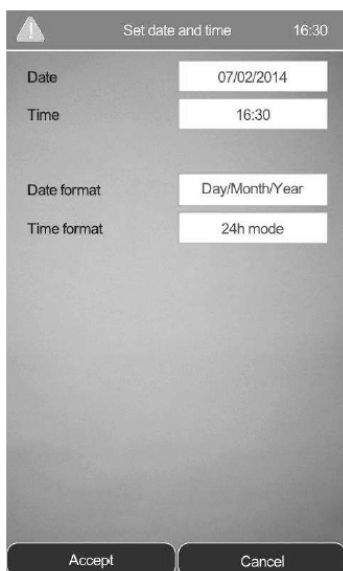 Set date and time 16:30
Date 07/02/2014
Time 16:30
Date format Day/Month/Year
Time format 24h mode
Accept Cancel